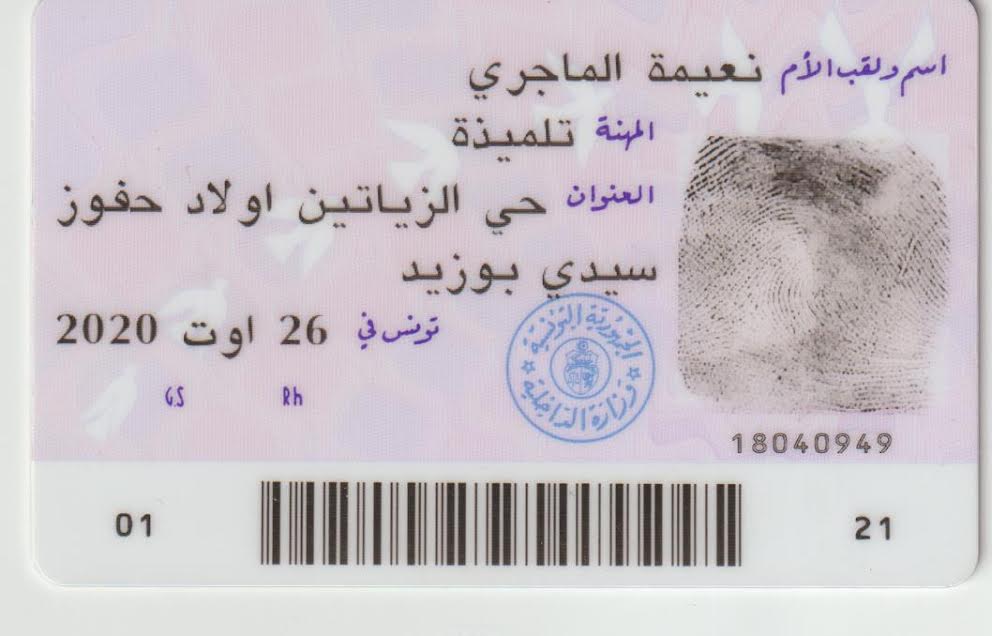 اسم ولقب الأم نعيمة الماجري
المهنة تلميذة
العنوان حي الزياتين اولاد حفوز
سيدي بوزيد
تونس في 26 اوت 2020
GS Rh
الجمهورية التونسية
وزارة الداخلية
18040949
01 21